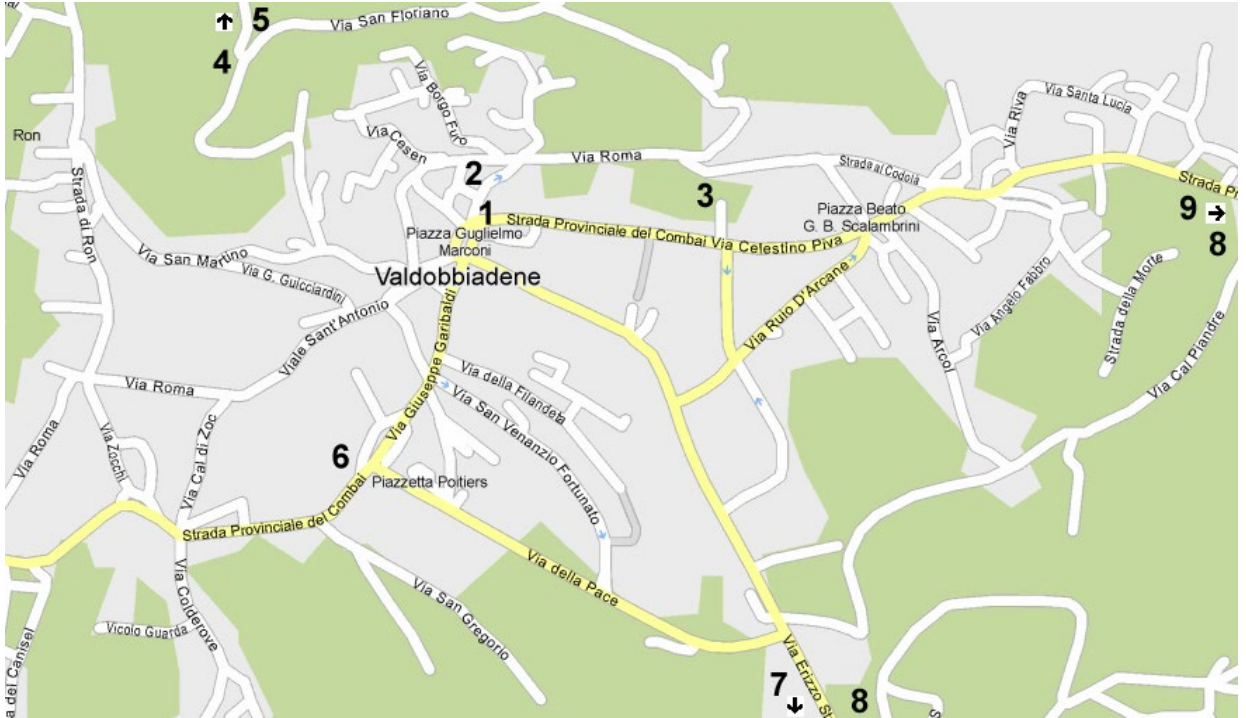 5
Via San Floriano
4
Via Borgo Furo
Via Riva
Via Santa Lucia
Ron
Via Cesen
Via Roma
2
Strada al Codola
3
Strada di Ron
1
Strada Provinciale del Combai Via Celestino Piva
Piazza Beato
G. B. Scalambrini
9
8
Piazza Guglielmo
Marconi
Via San Martino
Via G. Guicciardini
Valdobbiadene
Viale Sant'Antonio
Via Giuseppe Garibaldi
Via Ruio D'Arcane
Via Arcol
Via Angelo Fabbro
Strada della Morte
Via Cal Piandre
Via Roma
Via della Filandeta
Via San Venanzio Fortunato
Via Roma
Via Zocchi
Via Cal di Zoc
6
Piazzetta Poitiers
Strada Provinciale del Combai
Via della Pace
Via Colderove
Vicolo Guarda
Via San Gregorio
Via Erizzo
7
8